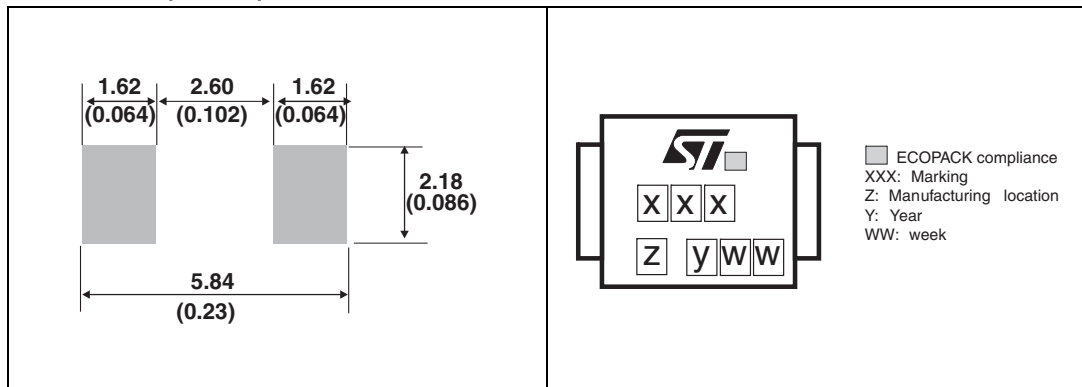 1.62 2.60 1.62
(0.064) (0.102) (0.064)
2.18
(0.086)
5.84
(0.23)
ST
x x x
z y w w
ECOPACK compliance
XXX: Marking
Z: Manufacturing location
Y: Year
WW: week